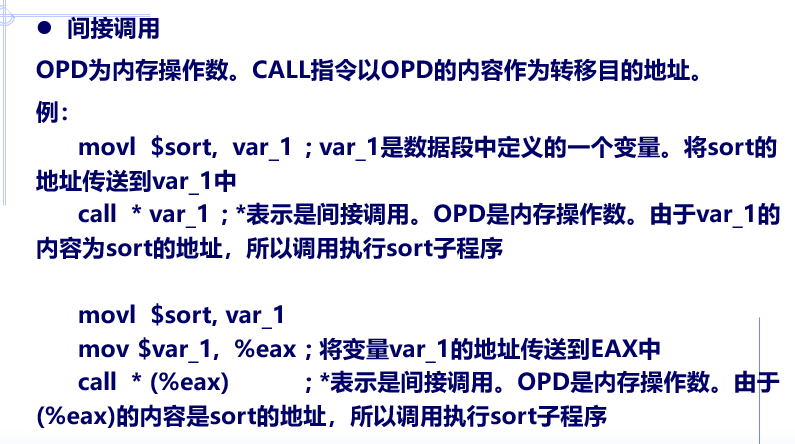 ● 间接调用
OPD为内存操作数。CALL指令以OPD的内容作为转移目的地址。
例：
movl $sort, var_1 ; var_1是数据段中定义的一个变量。将sort的
地址传送到var_1中
call * var_1 ; *表示是间接调用。OPD是内存操作数。由于var_1的
内容为sort的地址，所以调用执行sort子程序
movl $sort, var_1
mov $var_1, %eax ; 将变量var_1的地址传送到EAX中
call * (%eax) ; *表示是间接调用。OPD是内存操作数。由于
(%eax)的内容是sort的地址，所以调用执行sort子程序